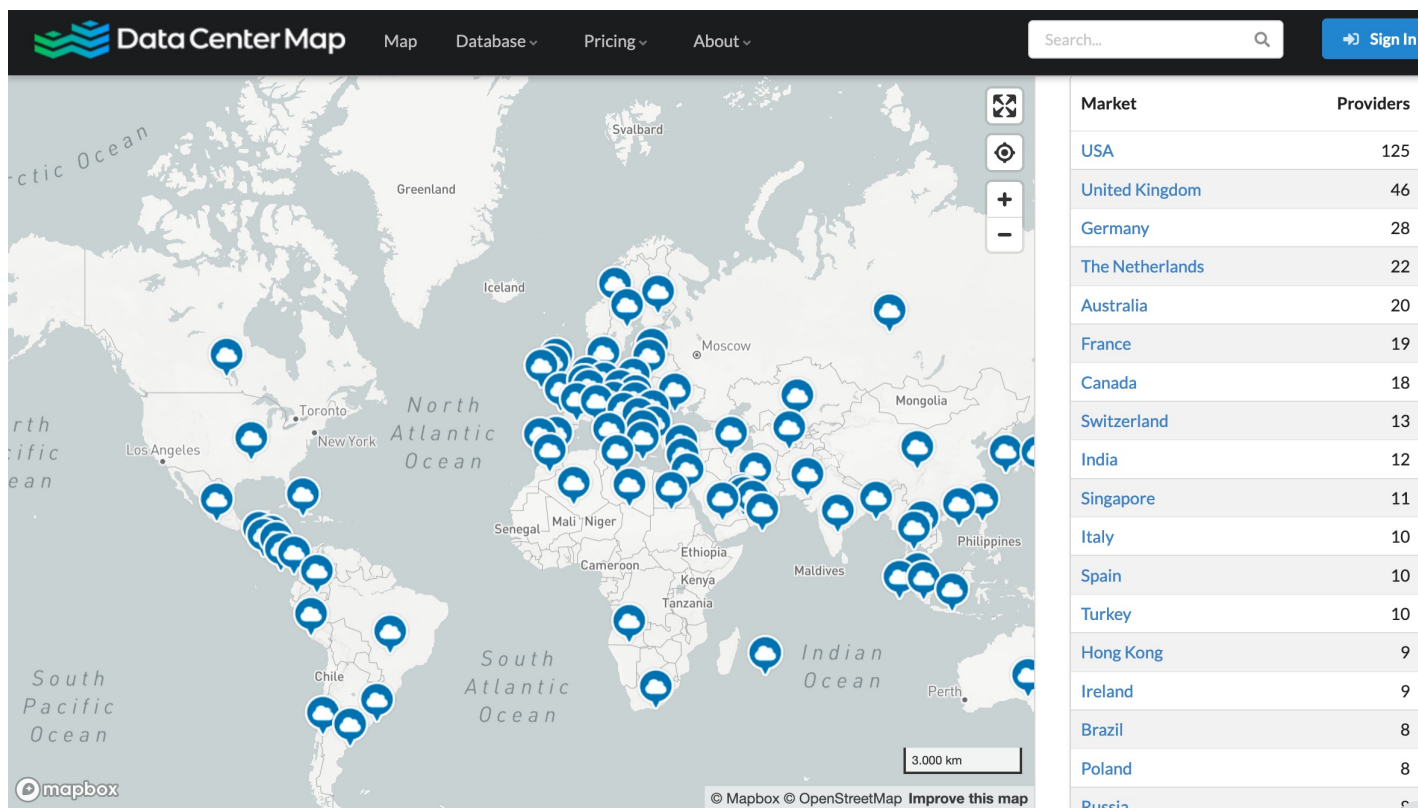 Data Center Map
Map
Database
Pricing
About
Search...
Sign In
Market Providers
USA 125
United Kingdom 46
Germany 28
The Netherlands 22
Australia 20
France 19
Canada 18
Switzerland 13
India 12
Singapore 11
Italy 10
Spain 10
Turkey 10
Hong Kong 9
Ireland 9
Brazil 8
Poland 8
Russia
ctic Ocean
Svalbard
Greenland
Iceland
Moscow
Mongolia
Toronto
New York
Los Angeles
North
Atlantic
Ocean
rth
ific
ean
Senegal
Mali
Niger
Ethiopia
Cameroon
Kenya
Tanzania
Maldives
Philippines
South
Atlantic
Ocean
Indian
Ocean
Chile
South
Pacific
Ocean
Perth
3.000 km
mapbox
© Mapbox © OpenStreetMap Improve this map